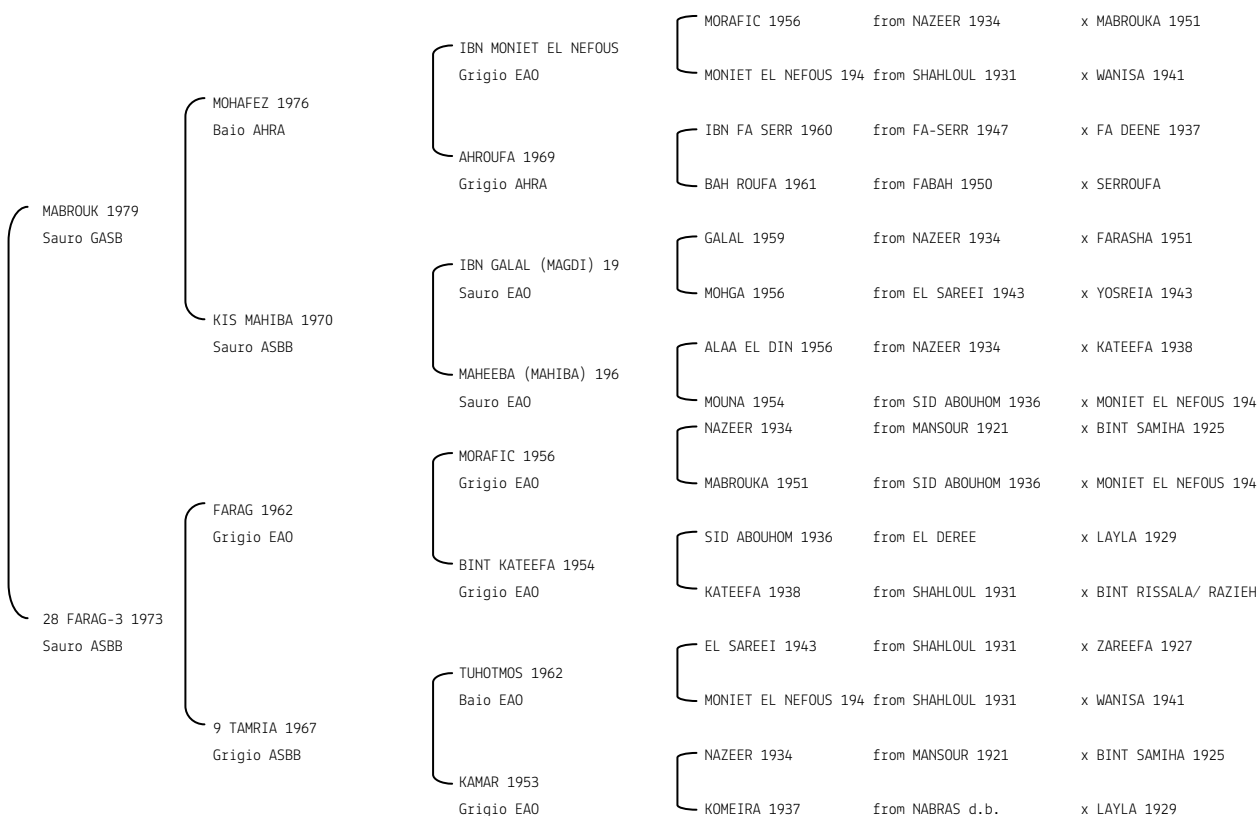 MORAFIC 1956 from NAZEER 1934 x MABROUKA 1951
IBN MONIET EL NEFOUS
Grigio EAO
MONIET EL NEFOUS 194 from SHAHLOUL 1931 x WANISA 1941
MOHAFEZ 1976
Baio AHRA
IBN FA SERR 1960 from FA-SERR 1947 x FA DEENE 1937
AHROUFA 1969
Grigio AHRA
BAH ROUFA 1961 from FABAH 1950 x SERROUFA
MABROUK 1979
Sauro GASB
GALAL 1959 from NAZEER 1934 x FARASHA 1951
IBN GALAL (MAGDI) 19
Sauro EAO
MOHGA 1956 from EL SAREEI 1943 x YOSREIA 1943
KIS MAHIBA 1970
Sauro ASBB
ALAA EL DIN 1956 from NAZEER 1934 x KATEEFA 1938
MAHEEBA (MAHIBA) 196
Sauro EAO
MOUNA 1954 from SID ABOUHOM 1936 x MONIET EL NEFOUS 194
NAZEER 1934 from MANSOUR 1921 x BINT SAMIHA 1925
MORAFIC 1956
Grigio EAO
MABROUKA 1951 from SID ABOUHOM 1936 x MONIET EL NEFOUS 194
FARAG 1962
Grigio EAO
SID ABOUHOM 1936 from EL DEREE x LAYLA 1929
BINT KATEEFA 1954
Grigio EAO
KATEEFA 1938 from SHAHLOUL 1931 x BINT RISSALA/ RAZIEH
28 FARAG-3 1973
Sauro ASBB
EL SAREEI 1943 from SHAHLOUL 1931 x ZAREEFA 1927
TUHOTMOS 1962
Baio EAO
MONIET EL NEFOUS 194 from SHAHLOUL 1931 x WANISA 1941
9 TAMRIA 1967
Grigio ASBB
NAZEER 1934 from MANSOUR 1921 x BINT SAMIHA 1925
KAMAR 1953
Grigio EAO
KOMEIRA 1937 from NABRAS d.b. x LAYLA 1929